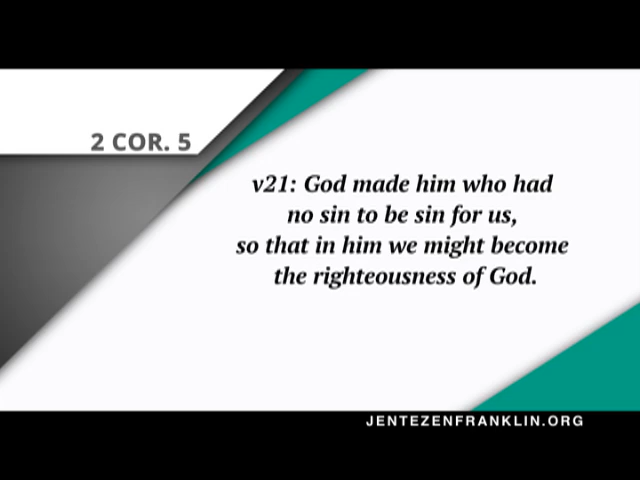 2 COR. 5
v21: God made him who had
no sin to be sin for us,
so that in him we might become
the righteousness of God.
JENTEZENFRANKLIN.ORG